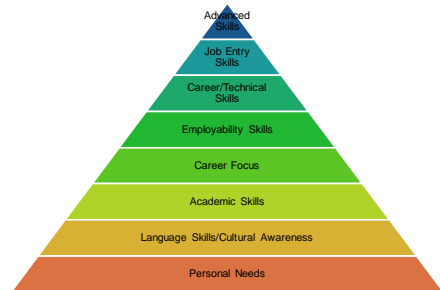 Advanced
Skills
Job Entry
Skills
Career/Technical
Skills
Employability Skills
Career Focus
Academic Skills
Language Skills/Cultural Awareness
Personal Needs